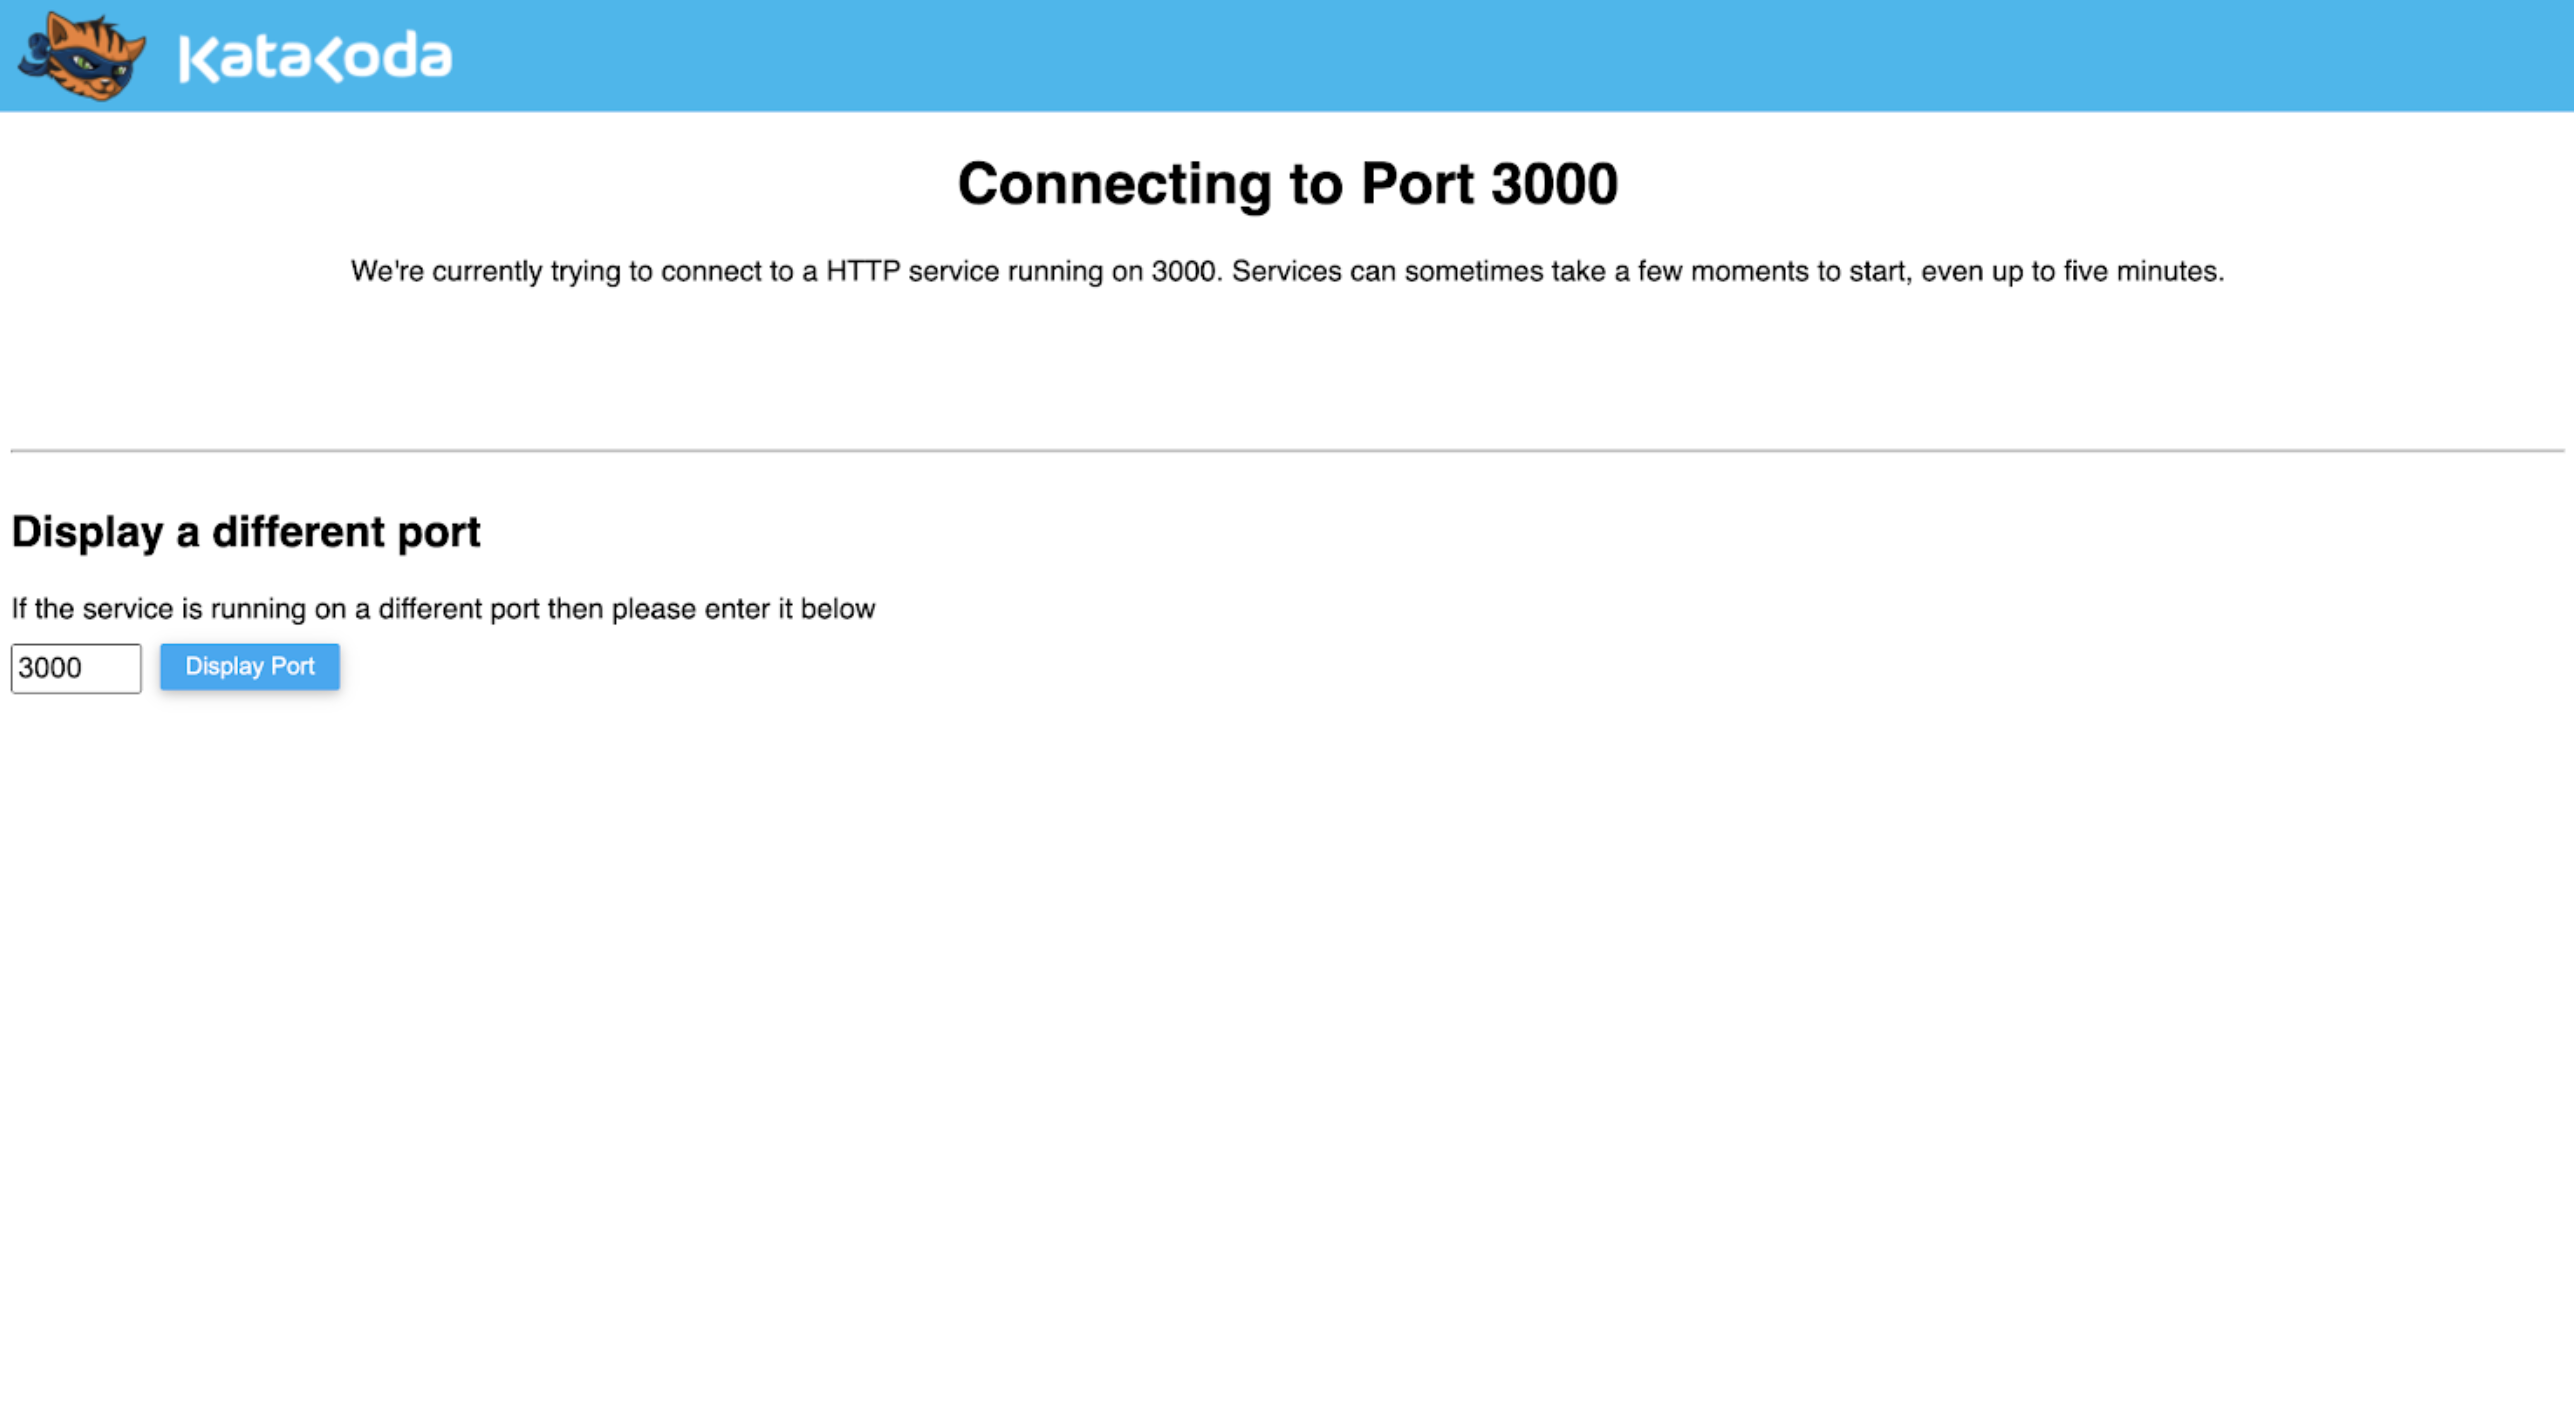 Katacoda
Connecting to Port 3000
We're currently trying to connect to a HTTP service running on 3000. Services can sometimes take a few moments to start, even up to five minutes.
Display a different port
If the service is running on a different port then please enter it below
3000 Display Port